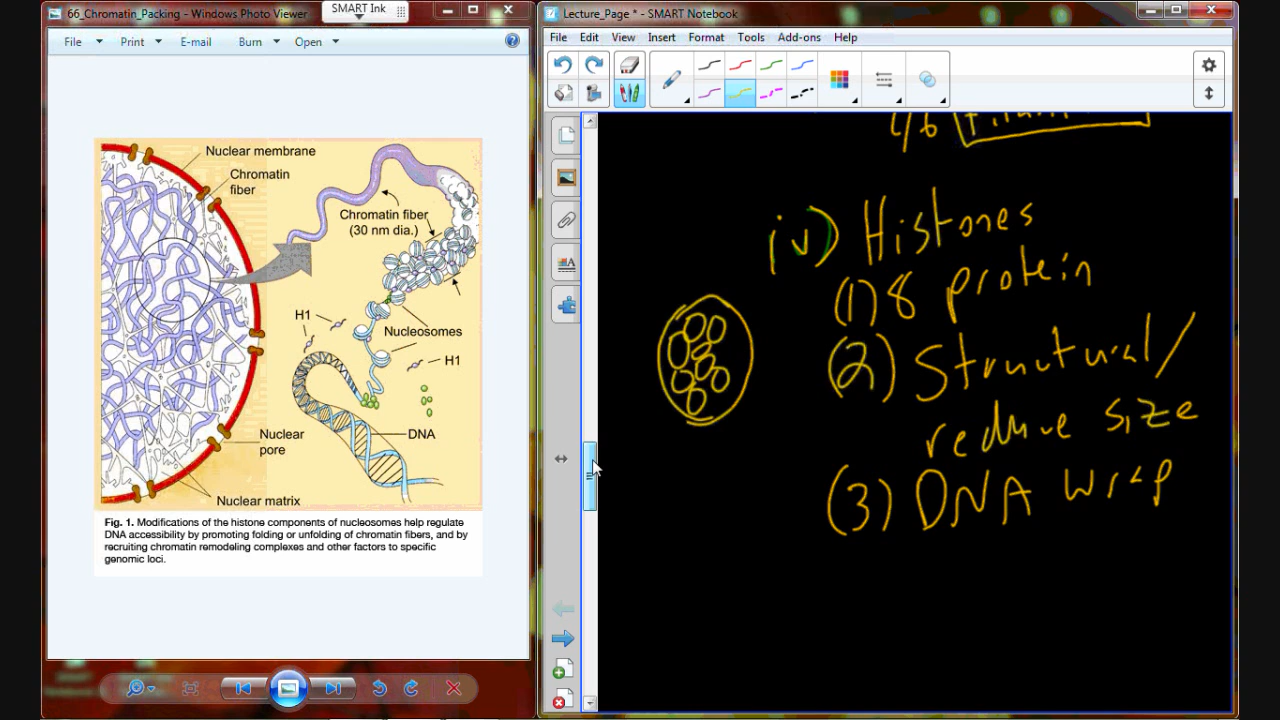 66_Chromatin_Packing - Windows Photo Viewer
SMART Ink
File Print E-mail Burn Open
Nuclear membrane
Chromatin
fiber
Chromatin fiber
(30 nm dia.)
H1
Nucleosomes
H1
DNA
Nuclear
pore
Nuclear matrix
Fig. 1. Modifications of the histone components of nucleosomes help regulate
DNA accessibility by promoting folding or unfolding of chromatin fibers, and by
recruiting chromatin remodeling complexes and other factors to specific
genomic loci.
Lecture_Page * - SMART Notebook
File Edit View Insert Format Tools Add-ons Help
iv) Histones
(1) 8 protein
(2) Structural/
reduce size
(3) DNA wrap